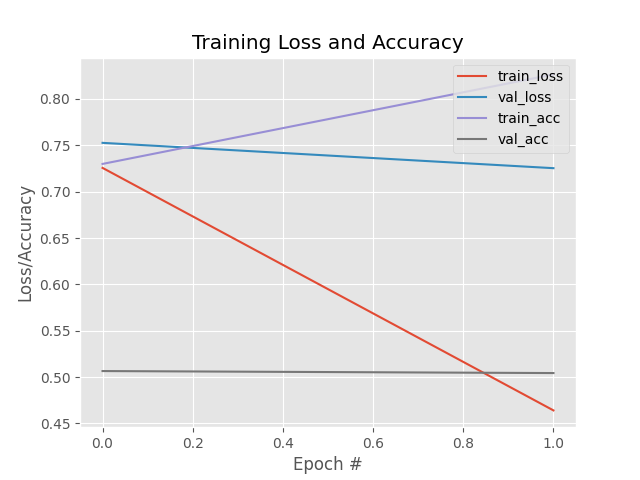 Training Loss and Accuracy
train_loss
val_loss
train_acc
val_acc
0.80
0.75
0.70
0.65
0.60
0.55
0.50
0.45
Loss/Accuracy
0.0 0.2 0.4 0.6 0.8 1.0
Epoch #